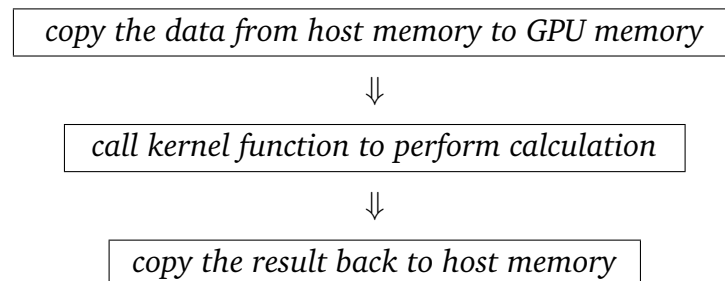 copy the data from host memory to GPU memory
⇓
call kernel function to perform calculation
⇓
copy the result back to host memory